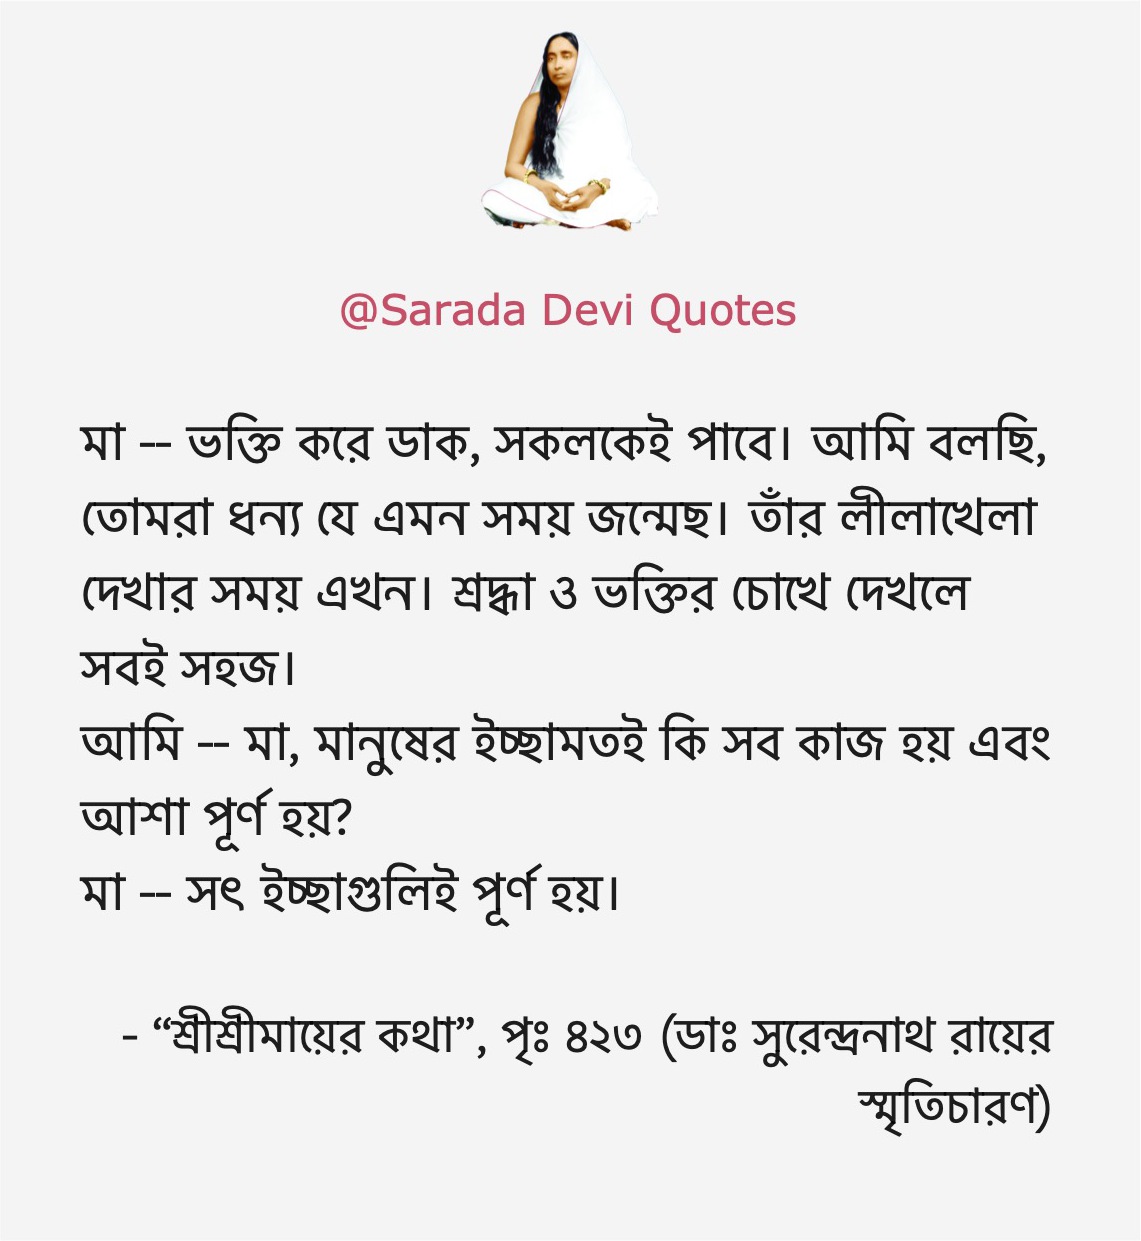 @Sarada Devi Quotes
মা -- ভক্তি করে ডাক, সকলকেই পাবে। আমি বলছি,
তোমরা ধন্য যে এমন সময় জন্মেছ। তাঁর লীলাখেলা
দেখার সময় এখন। শ্রদ্ধা ও ভক্তির চোখে দেখলে
সবই সহজ।
আমি -- মা, মানুষের ইচ্ছামতই কি সব কাজ হয় এবং
আশা পূর্ণ হয়?
মা -- সৎ ইচ্ছাগুলিই পূর্ণ হয়।
- “শ্রীশ্রীমায়ের কথা”, পৃঃ ৪২৩ (ডাঃ সুরেন্দ্রনাথ রায়ের
স্মৃতিচারণ)